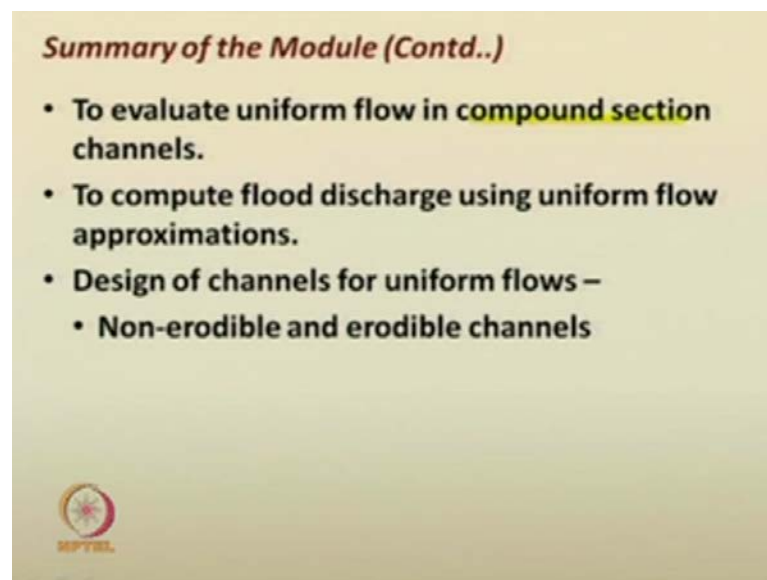 Summary of the Module (Contd..)
• To evaluate uniform flow in compound section
channels.
• To compute flood discharge using uniform flow
approximations.
• Design of channels for uniform flows –
• Non-erodible and erodible channels
NPTEL